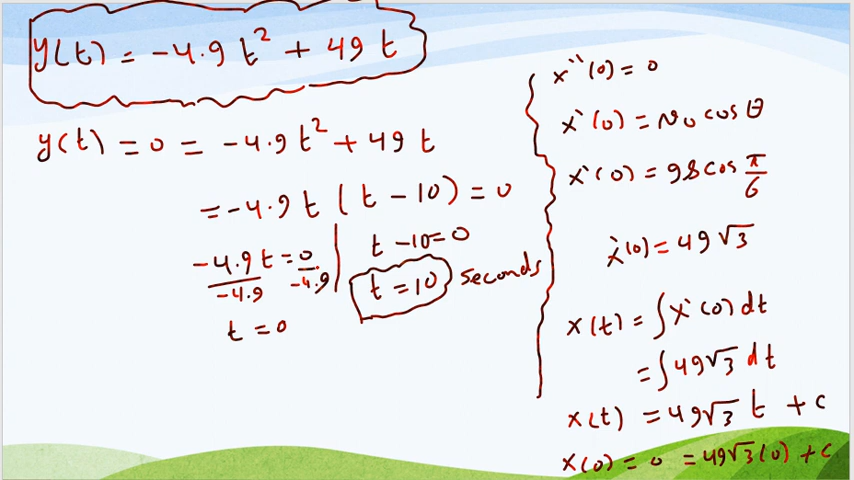 y(t) = -4.9 t² + 49 t
y(t) = 0 = -4.9 t² + 49 t
= -4.9 t ( t - 10) = 0
-4.9 t = 0
-4.9 -4.9
t = 0
t - 10 = 0
t = 10 seconds
x``(0) = 0
x`(0) = v₀ cos θ
x`(0) = 98 cos π/6
x`(0) = 49√3
x(t) = ∫ x`(0) dt
= ∫ 49√3 dt
x(t) = 49√3 t + c
x(0) = 0 = 49√3 (0) + c